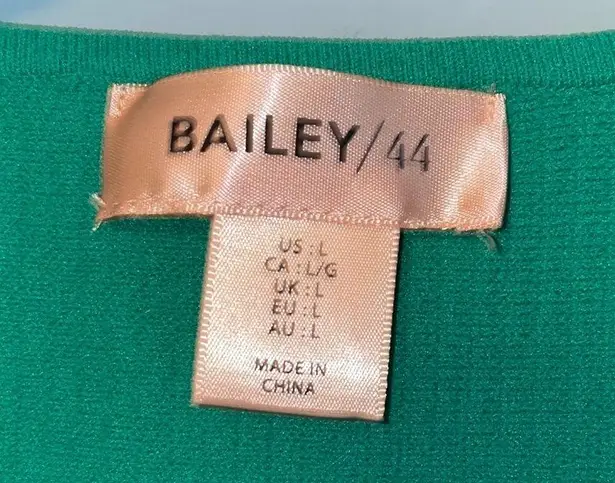 BAILEY/44
US : L
CA : L/G
UK : L
EU : L
AU : L
MADE IN
CHINA